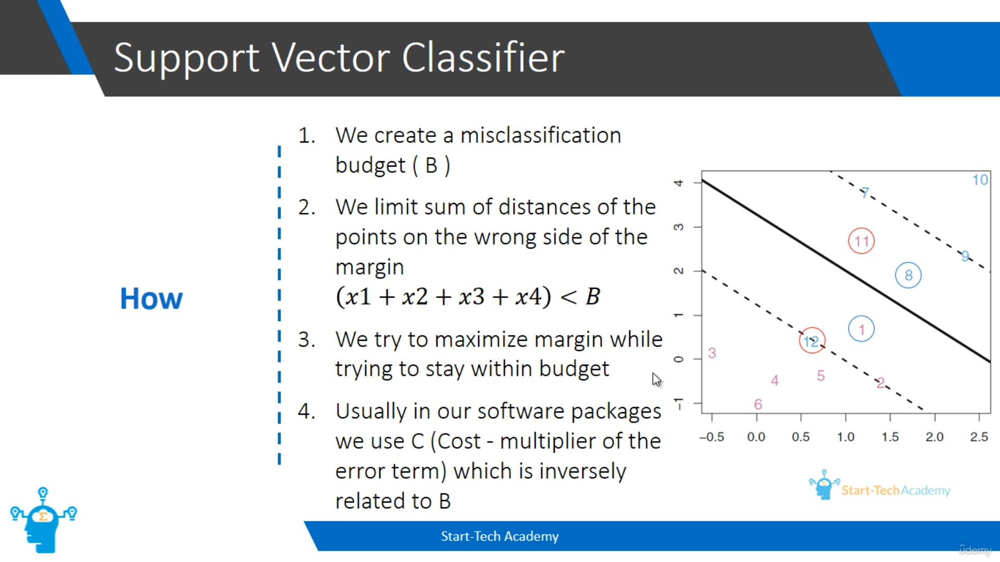 Support Vector Classifier
How
1. We create a misclassification
budget ( B )
2. We limit sum of distances of the
points on the wrong side of the
margin
(x1 + x2 + x3 + x4) < B
3. We try to maximize margin while
trying to stay within budget
4. Usually in our software packages
we use C (Cost - multiplier of the
error term) which is inversely
related to B
4
3
2
1
0
−1
10
7
11
9
8
1
12
3
5
4
2
6
−0.5 0.0 0.5 1.0 1.5 2.0 2.5
Σ
Start-Tech Academy
Σ
Start-Tech Academy
ûdemy